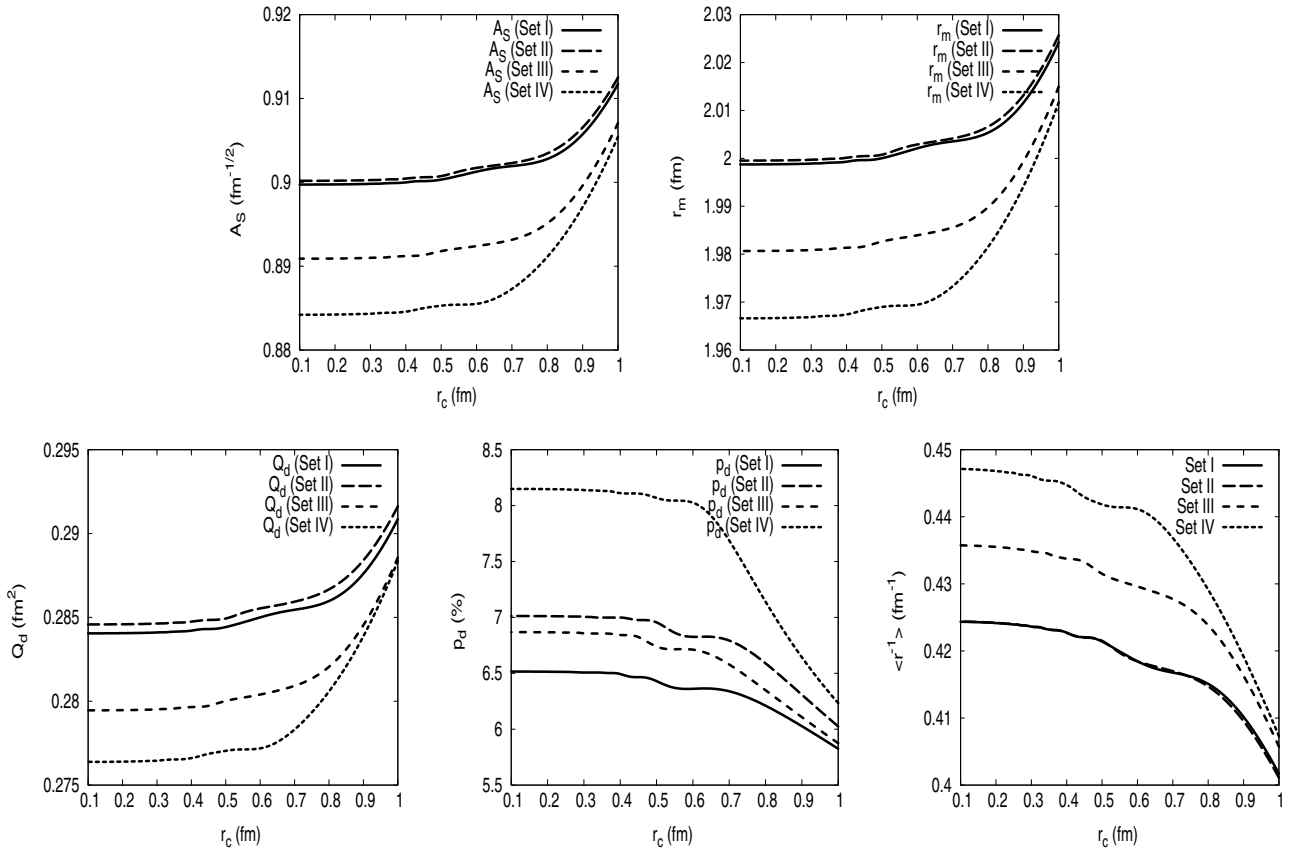 0.92
0.91
0.9
0.89
0.88
A_S (fm^-1/2)
A_S (Set I)
A_S (Set II)
A_S (Set III)
A_S (Set IV)
0.1 0.2 0.3 0.4 0.5 0.6 0.7 0.8 0.9 1
r_c (fm)
2.03
2.02
2.01
2
1.99
1.98
1.97
1.96
r_m (fm)
r_m (Set I)
r_m (Set II)
r_m (Set III)
r_m (Set IV)
0.1 0.2 0.3 0.4 0.5 0.6 0.7 0.8 0.9 1
r_c (fm)
0.295
0.29
0.285
0.28
0.275
Q_d (fm^2)
Q_d (Set I)
Q_d (Set II)
Q_d (Set III)
Q_d (Set IV)
0.1 0.2 0.3 0.4 0.5 0.6 0.7 0.8 0.9 1
r_c (fm)
8.5
8
7.5
7
6.5
6
5.5
p_d (%)
p_d (Set I)
p_d (Set II)
p_d (Set III)
p_d (Set IV)
0.1 0.2 0.3 0.4 0.5 0.6 0.7 0.8 0.9 1
r_c (fm)
0.45
0.44
0.43
0.42
0.41
0.4
<r^-1> (fm^-1)
Set I
Set II
Set III
Set IV
0.1 0.2 0.3 0.4 0.5 0.6 0.7 0.8 0.9 1
r_c (fm)